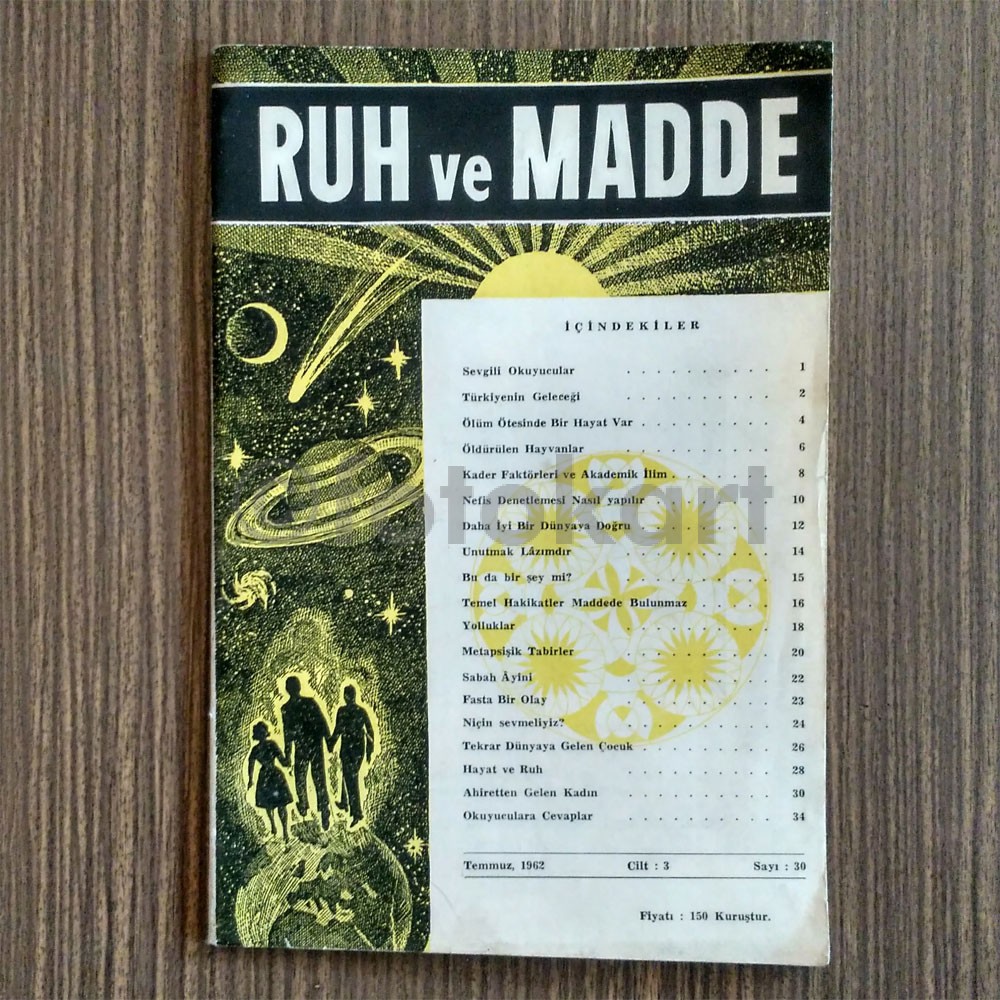 RUH ve MADDE
İÇİNDEKİLER
Sevgili Okuyucular . . . . . . . . . . 1
Türkiyenin Geleceği . . . . . . . . . . 2
Ölüm Ötesinde Bir Hayat Var . . . . . . . . . . 4
Öldürülen Hayvanlar . . . . . . . . . . 6
Kader Faktörleri ve Akademik İlim . . . . . . . . 8
Nefis Denetlemesi Nasıl yapılır . . . . . . . . . 10
Daha İyi Bir Dünyaya Doğru . . . . . . . . . . 12
Unutmak Lâzımdır . . . . . . . . . . 14
Bu da bir şey mi? . . . . . . . . . . 15
Temel Hakikatler Maddede Bulunmaz . . . . . . 16
Yolluklar . . . . . . . . . . 18
Metapsişik Tabirler . . . . . . . . . . 20
Sabah Âyini . . . . . . . . . . 22
Fasta Bir Olay . . . . . . . . . . 23
Niçin sevmeliyiz? . . . . . . . . . . 24
Tekrar Dünyaya Gelen Çocuk . . . . . . . . . . 26
Hayat ve Ruh . . . . . . . . . . 28
Ahiretten Gelen Kadın . . . . . . . . . . 30
Okuyuculara Cevaplar . . . . . . . . . . 34
Temmuz, 1962 Cilt : 3 Sayı : 30
Fiyatı : 150 Kuruştur.